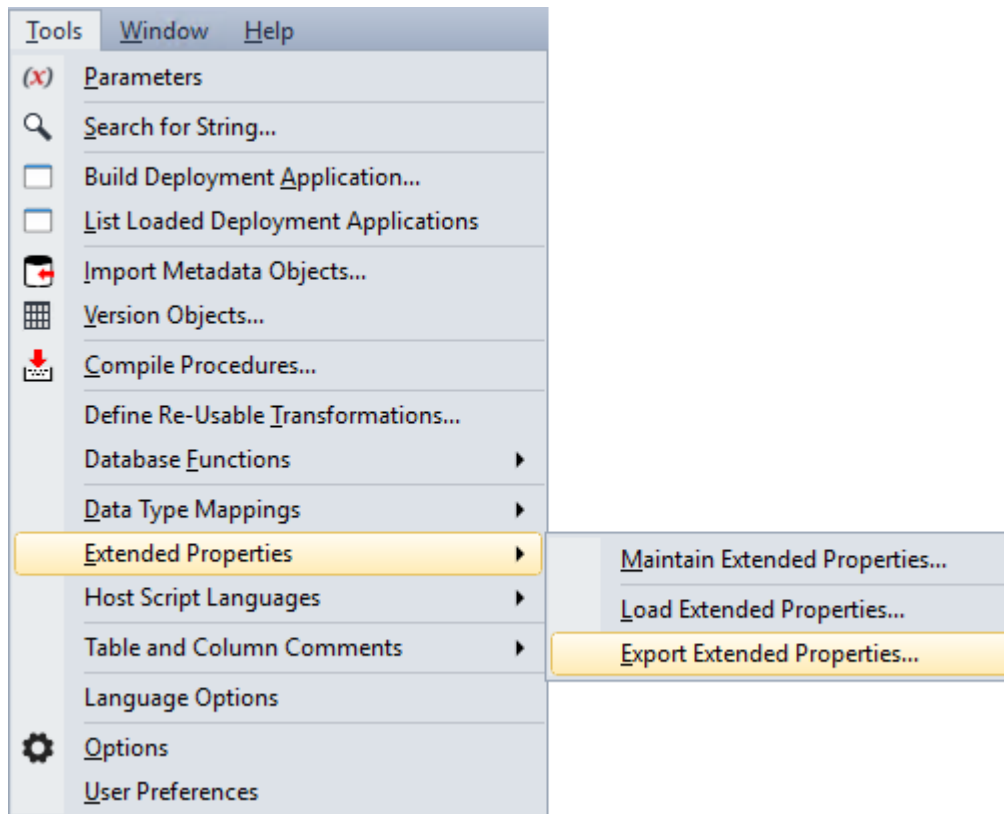 Tools Window Help
(x) Parameters
Search for String...
Build Deployment Application...
List Loaded Deployment Applications
Import Metadata Objects...
Version Objects...
Compile Procedures...
Define Re-Usable Transformations...
Database Functions
Data Type Mappings
Extended Properties
Maintain Extended Properties...
Host Script Languages
Load Extended Properties...
Table and Column Comments
Export Extended Properties...
Language Options
Options
User Preferences